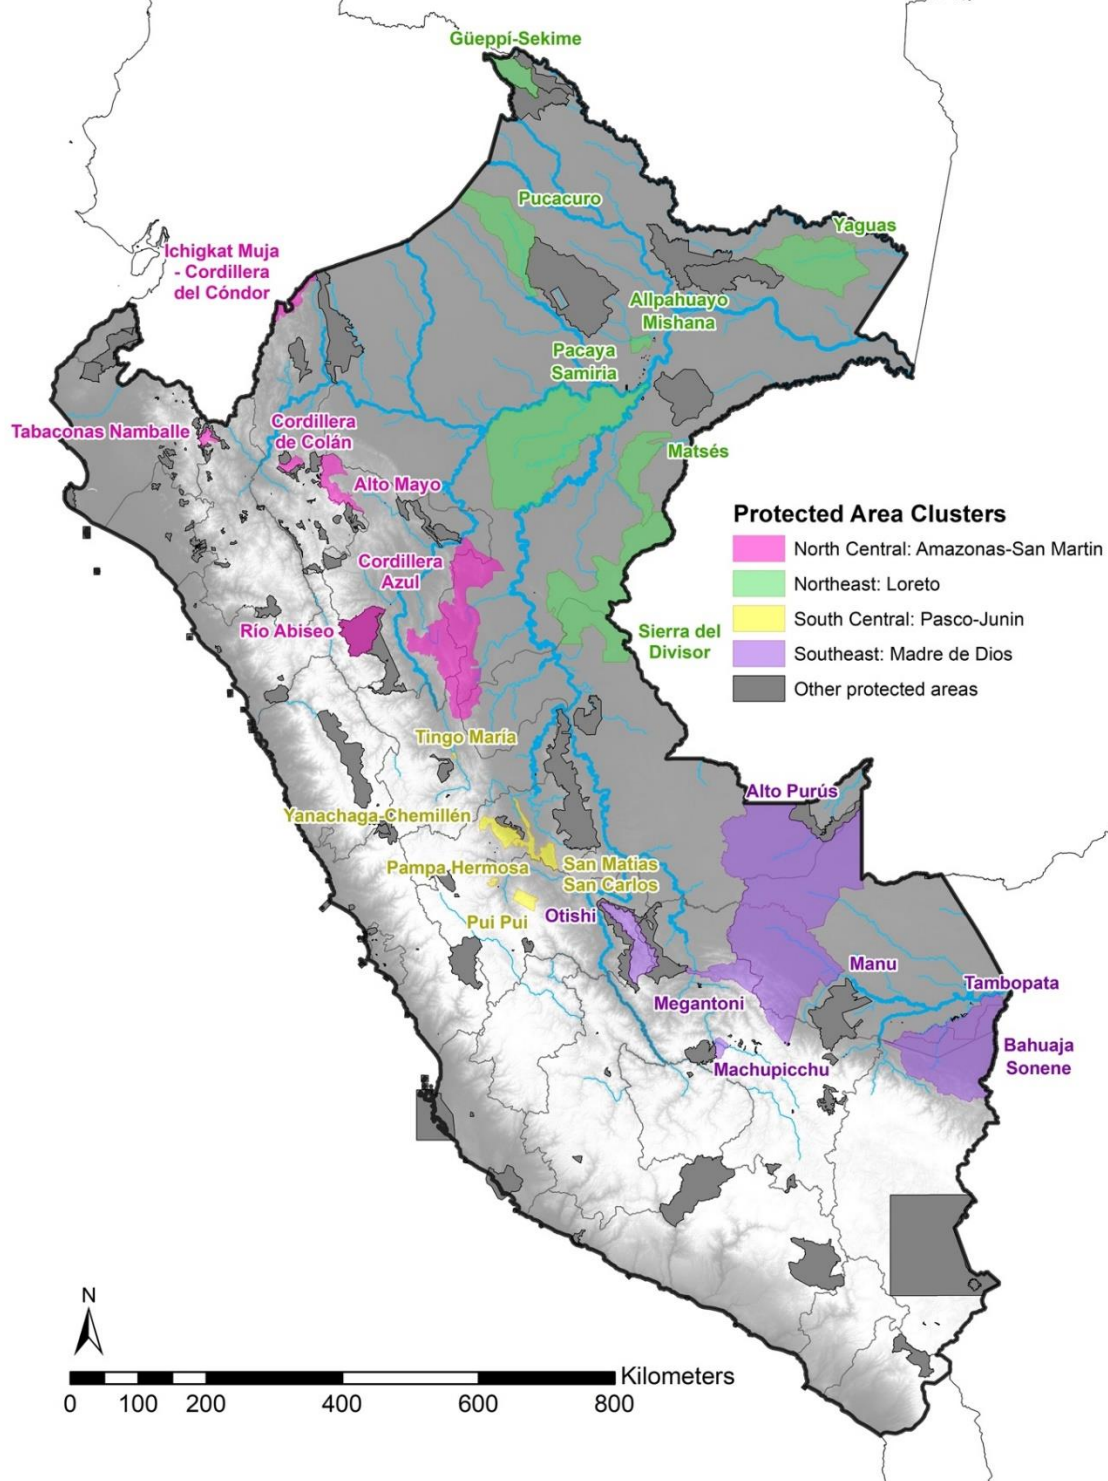 Güeppí-Sekime
Pucacuro
Yaguas
Ichigkat Muja
- Cordillera
del Cóndor
Allpahuayo
Mishana
Pacaya
Samiria
Tabaconas Namballe
Cordillera
de Colán
Matsés
Alto Mayo
Protected Area Clusters
North Central: Amazonas-San Martin
Northeast: Loreto
South Central: Pasco-Junin
Southeast: Madre de Dios
Other protected areas
Cordillera
Azul
Río Abiseo
Sierra del
Divisor
Tingo María
Alto Purús
Yanachaga-Chemillén
Pampa Hermosa
San Matias
San Carlos
Pui Pui
Otishi
Manu
Tambopata
Megantoni
Bahuaja
Sonene
Machupicchu
N
Kilometers
0 100 200 400 600 800